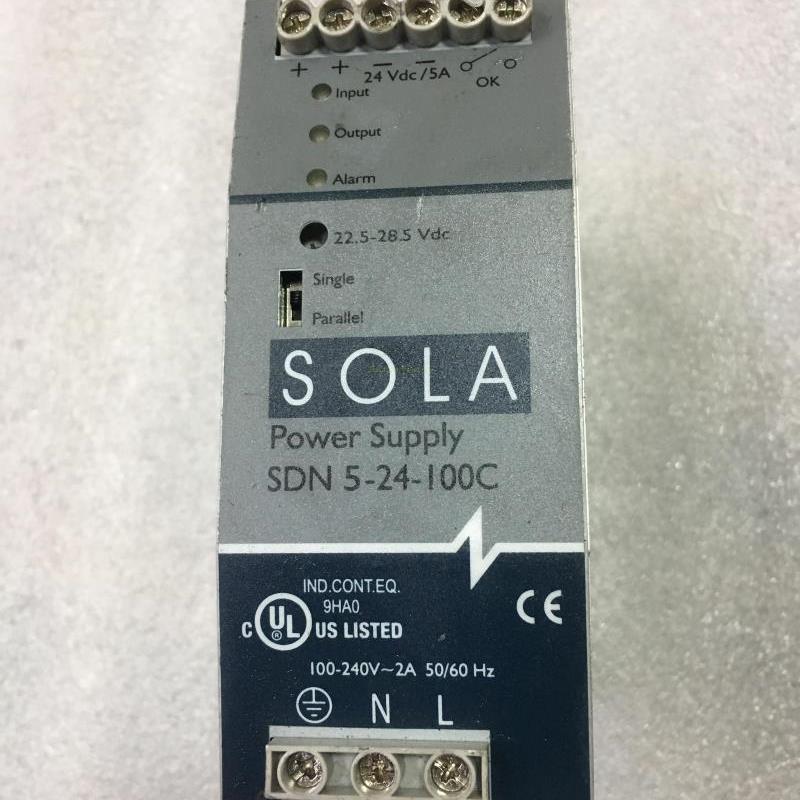 + + – –
24 Vdc/5A
OK
Input
Output
Alarm
22.5-28.5 Vdc
Single
Parallel
SOLA
Power Supply
SDN 5-24-100C
IND.CONT.EQ.
9HA0
C UL ® US LISTED
CE
100-240V~2A 50/60 Hz
N L